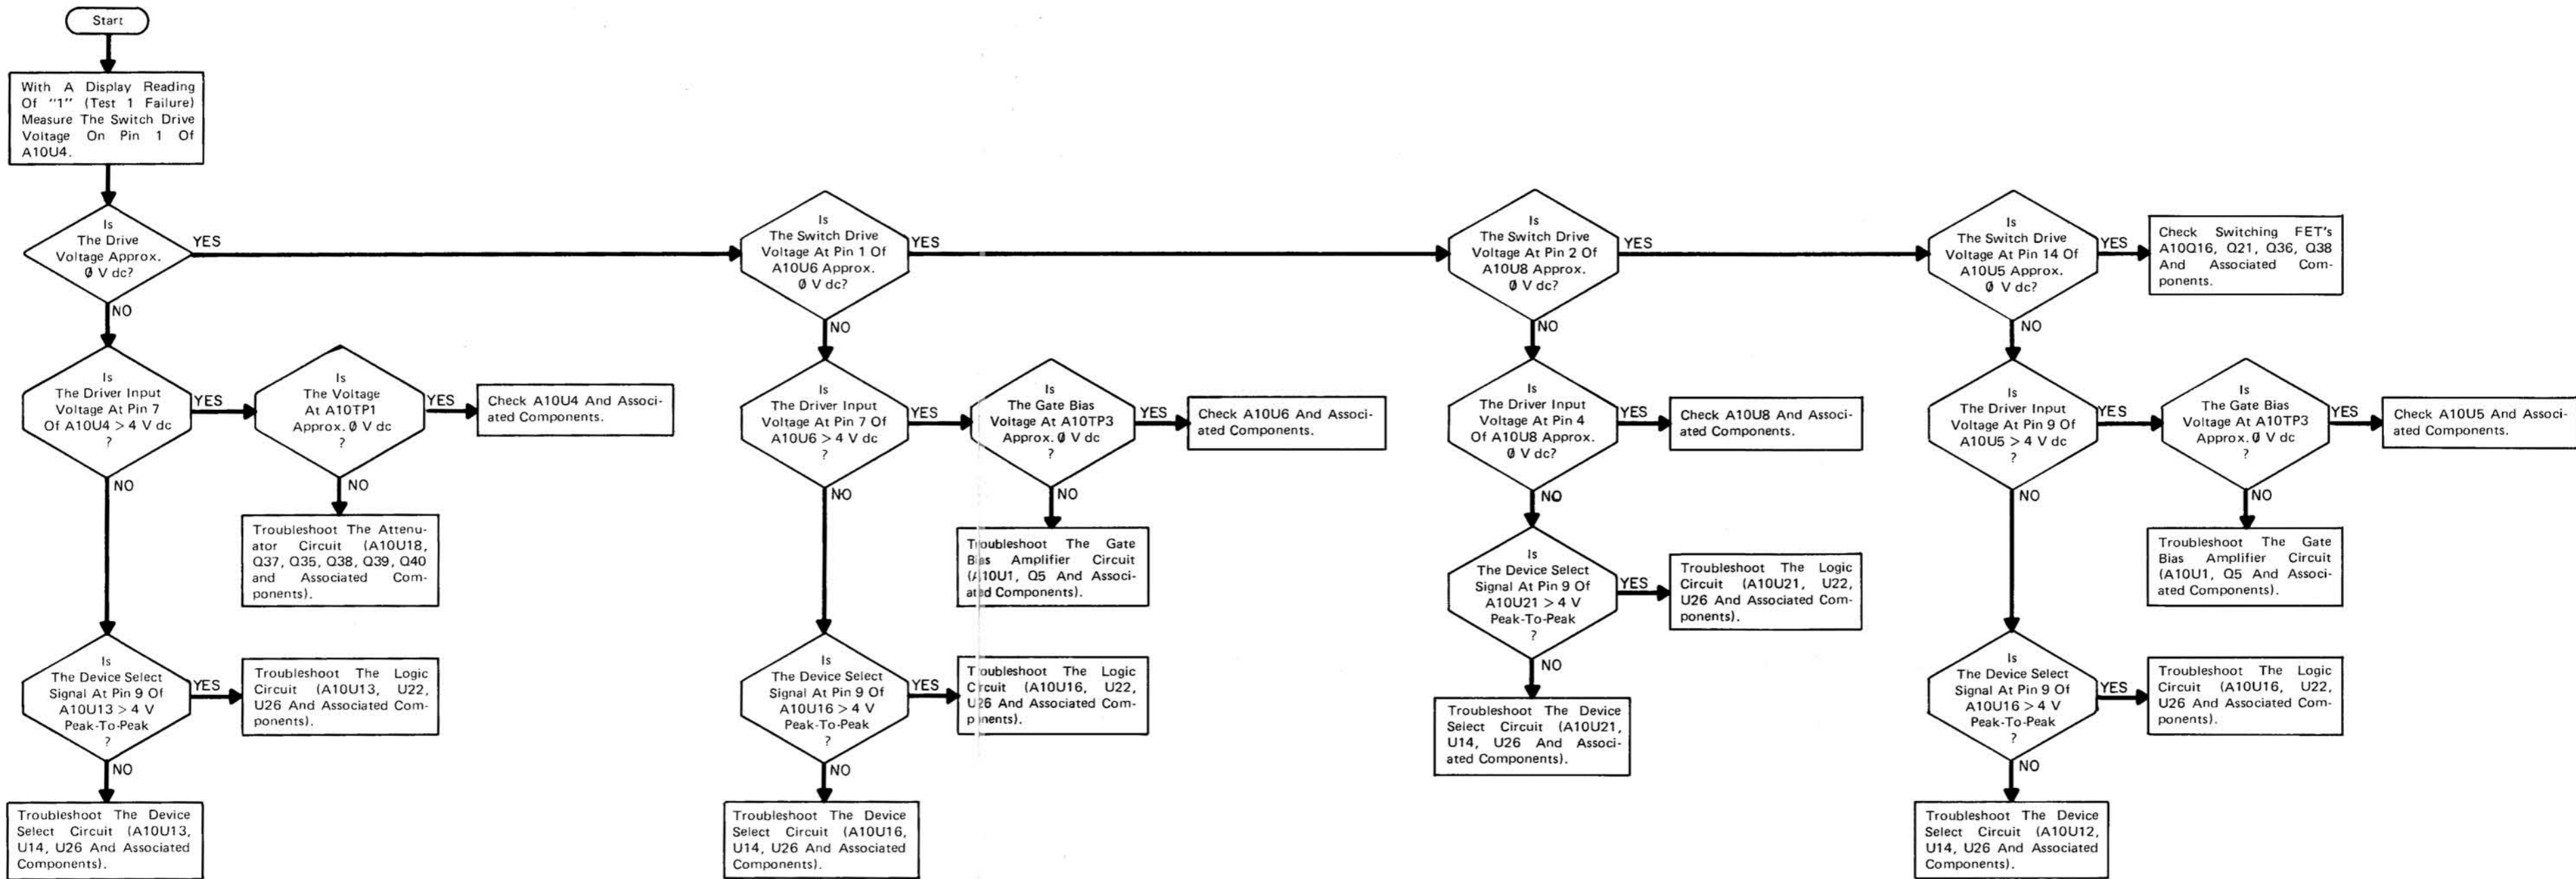 Start
With A Display Reading
Of "1" (Test 1 Failure)
Measure The Switch Drive
Voltage On Pin 1 Of
A10U4.
Is
The Drive
Voltage Approx.
0 V dc?
YES
NO
Is
The Driver Input
Voltage At Pin 7
Of A10U4 > 4 V dc
?
YES
NO
Is
The Voltage
At A10TP1
Approx. 0 V dc
?
YES
NO
Check A10U4 And Associ-
ated Components.
Troubleshoot The Attenu-
ator Circuit (A10U18,
Q37, Q35, Q38, Q39, Q40
and Associated Com-
ponents).
Is
The Device Select
Signal At Pin 9 Of
A10U13 > 4 V
Peak-To-Peak
?
YES
NO
Troubleshoot The Logic
Circuit (A10U13, U22,
U26 And Associated Com-
ponents).
Troubleshoot The Device
Select Circuit (A10U13,
U14, U26 And Associated
Components).
Is
The Switch Drive
Voltage At Pin 1 Of
A10U6 Approx.
0 V dc?
YES
NO
Is
The Driver Input
Voltage At Pin 7 Of
A10U6 > 4 V dc
?
YES
NO
Is
The Gate Bias
Voltage At A10TP3
Approx. 0 V dc
?
YES
NO
Check A10U6 And Associ-
ated Components.
Troubleshoot The Gate
Bias Amplifier Circuit
(A10U1, Q5 And Associ-
ated Components).
Is
The Device Select
Signal At Pin 9 Of
A10U16 > 4 V
Peak-To-Peak
?
YES
NO
Troubleshoot The Logic
Circuit (A10U16, U22,
U26 And Associated Com-
ponents).
Troubleshoot The Device
Select Circuit (A10U16,
U14, U26 And Associated
Components).
Is
The Switch Drive
Voltage At Pin 2 Of
A10U8 Approx.
0 V dc?
YES
NO
Is
The Driver Input
Voltage At Pin 4
Of A10U8 Approx.
0 V dc?
YES
NO
Check A10U8 And Associ-
ated Components.
Is
The Device Select
Signal At Pin 9 Of
A10U21 > 4 V
Peak-To-Peak
?
YES
NO
Troubleshoot The Logic
Circuit (A10U21, U22,
U26 And Associated Com-
ponents).
Troubleshoot The Device
Select Circuit (A10U21,
U14, U26 And Associ-
ated Components).
Is
The Switch Drive
Voltage At Pin 14 Of
A10U5 Approx.
0 V dc?
YES
NO
Check Switching FET's
A10Q16, Q21, Q36, Q38
And Associated Com-
ponents.
Is
The Driver Input
Voltage At Pin 9 Of
A10U5 > 4 V dc
?
YES
NO
Is
The Gate Bias
Voltage At A10TP3
Approx. 0 V dc
?
YES
NO
Check A10U5 And Associ-
ated Components.
Troubleshoot The Gate
Bias Amplifier Circuit
(A10U1, Q5 And Associ-
ated Components).
Is
The Device Select
Signal At Pin 9 Of
A10U16 > 4 V
Peak-To-Peak
?
YES
NO
Troubleshoot The Logic
Circuit (A10U16, U22,
U26 And Associated Com-
ponents).
Troubleshoot The Device
Select Circuit (A10U12,
U14, U26 And Associated
Components).